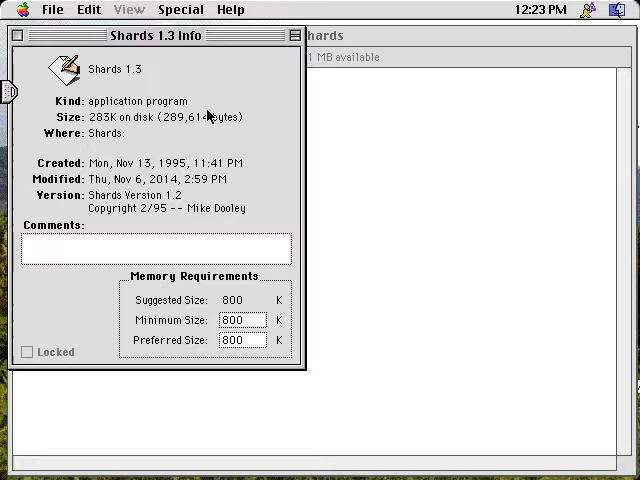 File Edit View Special Help 12:23 PM
Shards 1.3 Info
hards
Shards 1.3
1 MB available
Kind: application program
Size: 283K on disk (289,614 bytes)
Where: Shards:
Created: Mon, Nov 13, 1995, 11:41 PM
Modified: Thu, Nov 6, 2014, 2:59 PM
Version: Shards Version 1.2
Copyright 2/95 -- Mike Dooley
Comments:
Memory Requirements
Suggested Size: 800 K
Minimum Size: 800 K
Preferred Size: 800 K
Locked